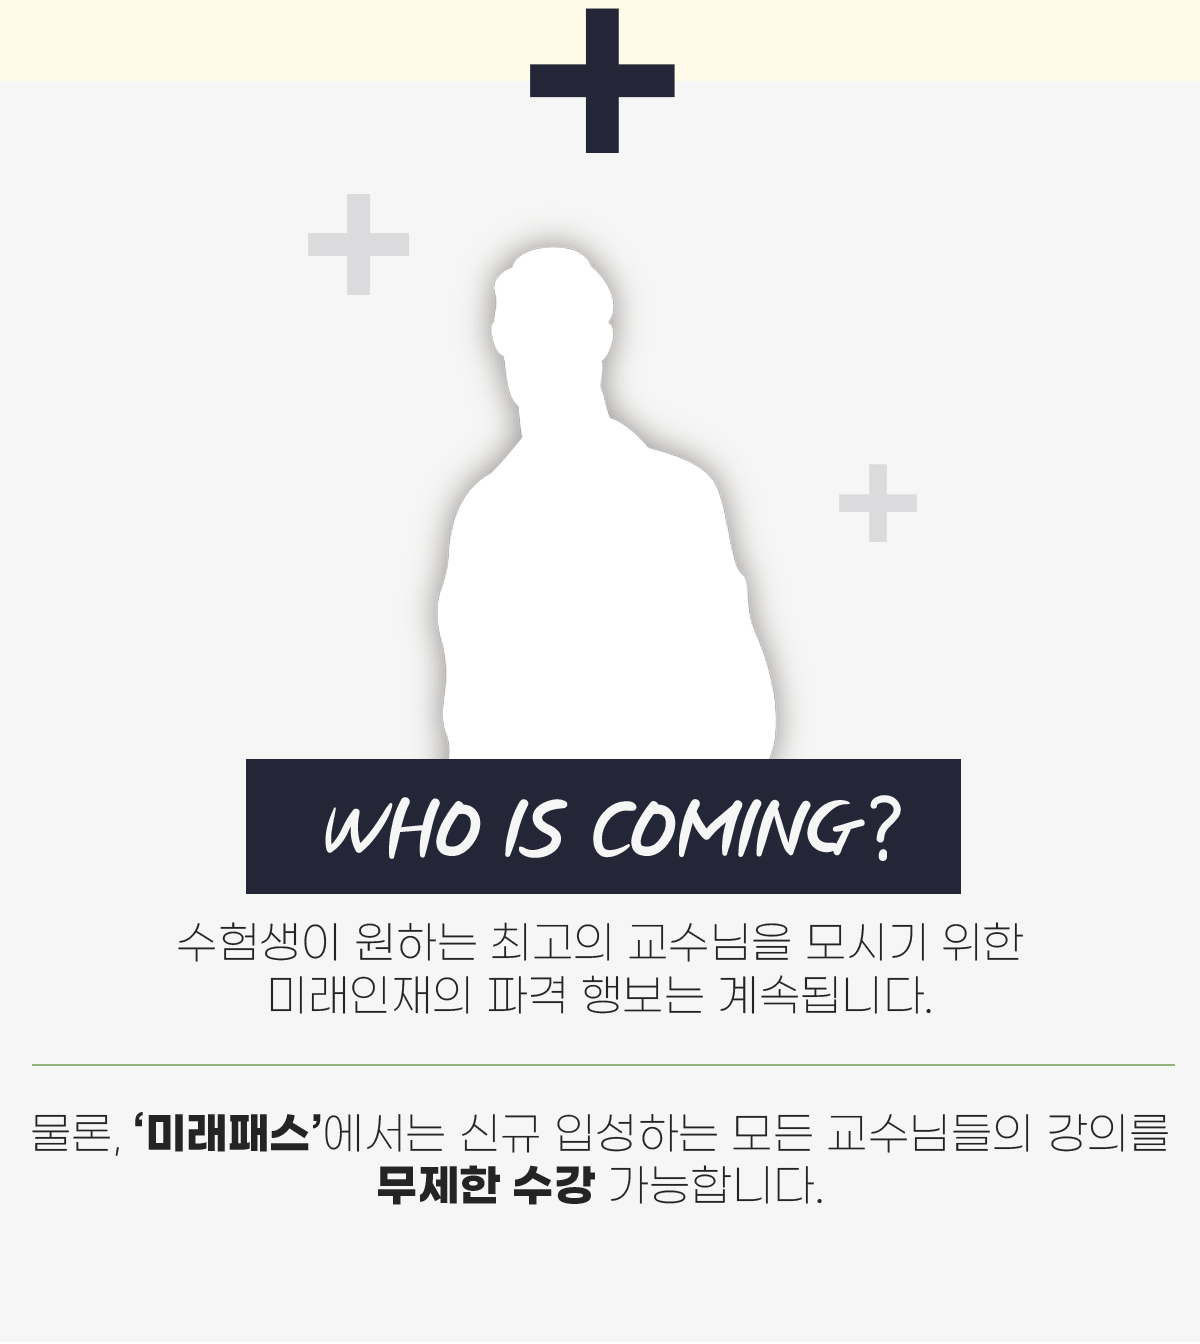 WHO IS COMING?
수험생이 원하는 최고의 교수님을 모시기 위한
미래인재의 파격 행보는 계속됩니다.
물론, ‘미래패스’에서는 신규 입성하는 모든 교수님들의 강의를
무제한 수강 가능합니다.